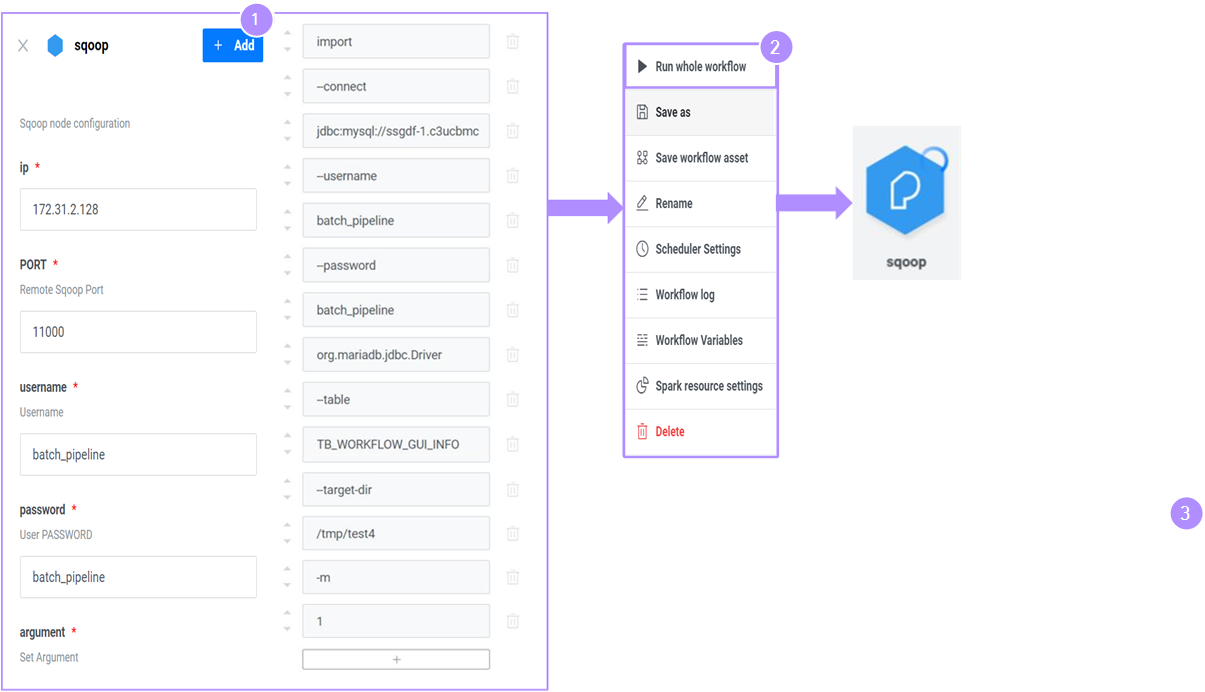 1
sqoop
+ Add
Sqoop node configuration
ip *
172.31.2.128
PORT *
Remote Sqoop Port
11000
username *
Username
batch_pipeline
password *
User PASSWORD
batch_pipeline
argument *
Set Argument
import
--connect
jdbc:mysql://ssgdf-1.c3ucbmc
--username
batch_pipeline
--password
batch_pipeline
org.mariadb.jdbc.Driver
--table
TB_WORKFLOW_GUI_INFO
--target-dir
/tmp/test4
-m
1
+
2
Run whole workflow
Save as
Save workflow asset
Rename
Scheduler Settings
Workflow log
Workflow Variables
Spark resource settings
Delete
sqoop
3